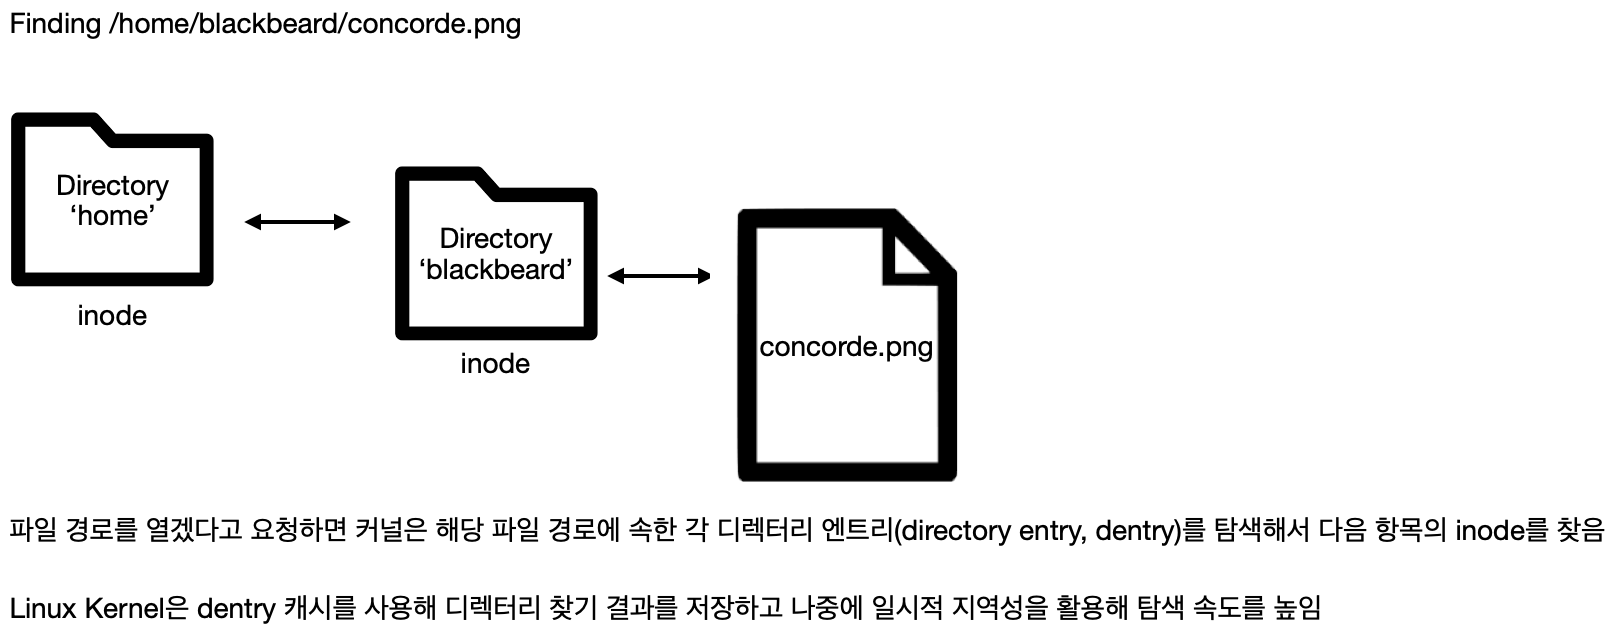 Finding /home/blackbeard/concorde.png
Directory
‘home’
inode
Directory
‘blackbeard’
inode
concorde.png
파일 경로를 열겠다고 요청하면 커널은 해당 파일 경로에 속한 각 디렉터리 엔트리(directory entry, dentry)를 탐색해서 다음 항목의 inode를 찾음
Linux Kernel은 dentry 캐시를 사용해 디렉터리 찾기 결과를 저장하고 나중에 일시적 지역성을 활용해 탐색 속도를 높임